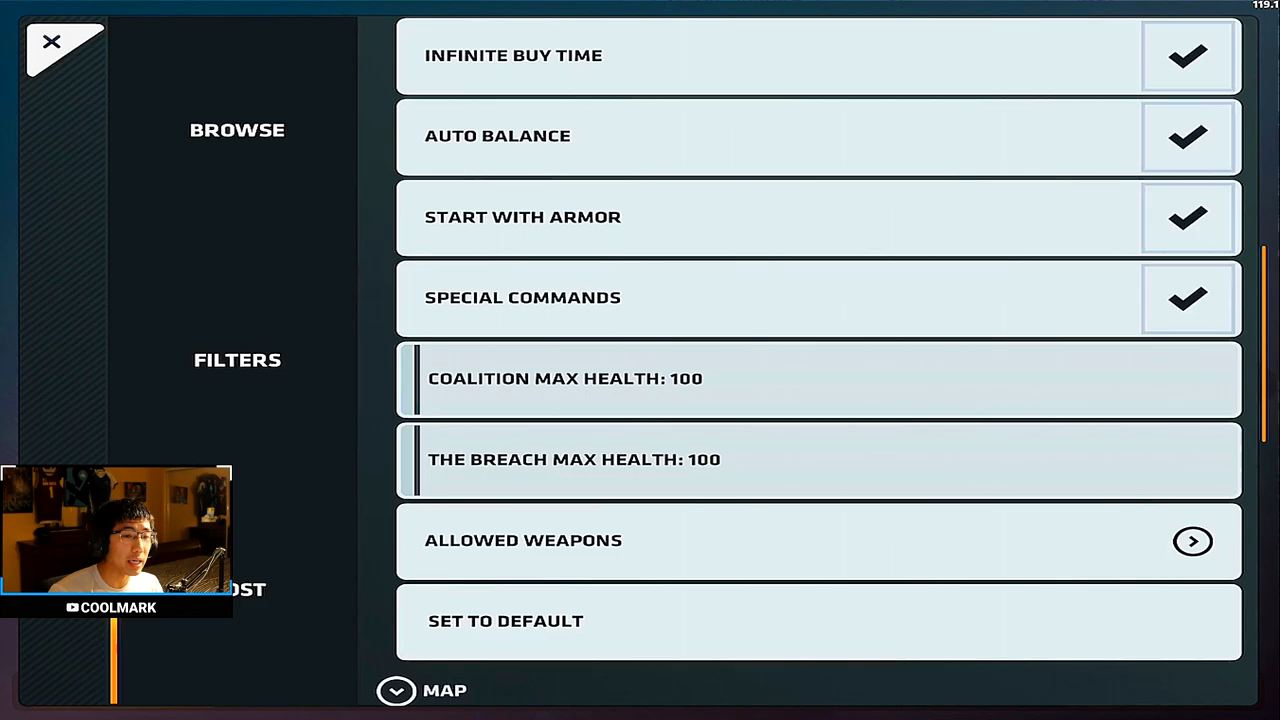 119.1
INFINITE BUY TIME
BROWSE
AUTO BALANCE
START WITH ARMOR
SPECIAL COMMANDS
FILTERS
COALITION MAX HEALTH: 100
THE BREACH MAX HEALTH: 100
ALLOWED WEAPONS
OST
COOLMARK
SET TO DEFAULT
MAP